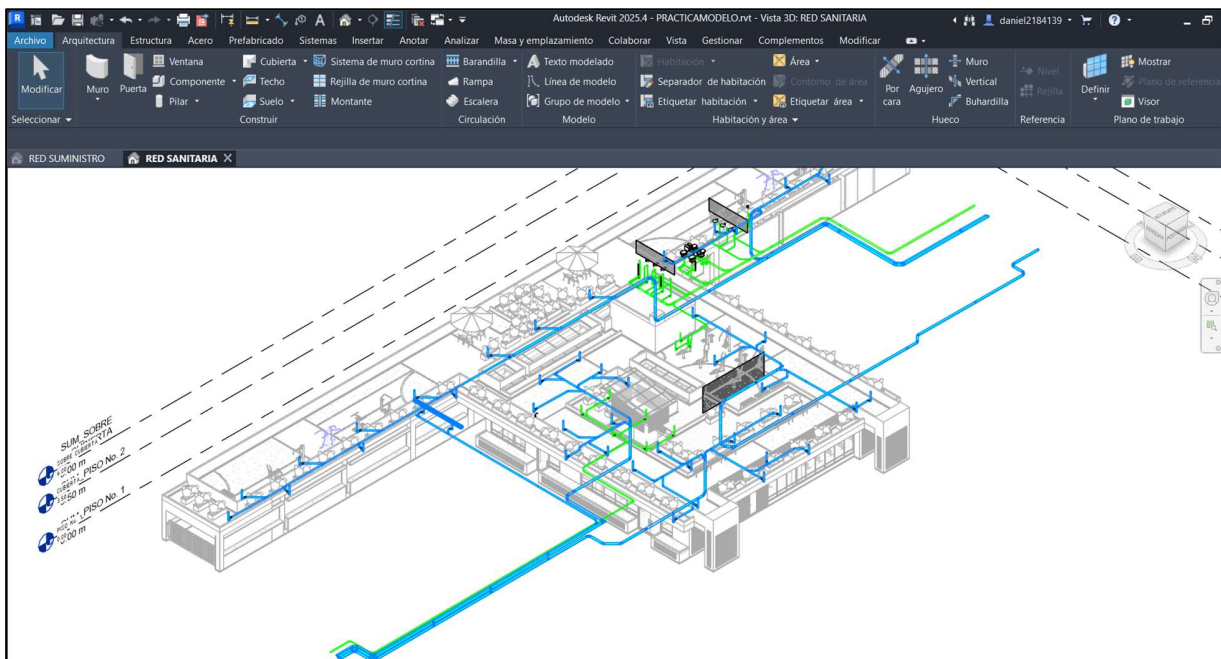 Autodesk Revit 2025.4 - PRACTICAMODELO.rvt - Vista 3D: RED SANITARIA
daniel2184139
Archivo Arquitectura Estructura Acero Prefabricado Sistemas Insertar Anotar Analizar Masa y emplazamiento Colaborar Vista Gestionar Complementos Modificar
Modificar
Seleccionar
Muro
Puerta
Ventana
Componente
Pilar
Cubierta
Techo
Suelo
Sistema de muro cortina
Rejilla de muro cortina
Montante
Construir
Barandilla
Rampa
Escalera
Circulación
Texto modelado
Línea de modelo
Grupo de modelo
Modelo
Habitación
Separador de habitación
Etiquetar habitación
Área
Contorno de área
Etiquetar área
Habitación y área
Por cara
Agujero
Muro
Vertical
Buhardilla
Hueco
Nivel
Rejilla
Referencia
Definir
Mostrar
Plano de referencia
Visor
Plano de trabajo
RED SUMINISTRO
RED SANITARIA
SUM_SOBRE
SOBRE CUBIERTA
PISO No. 2
PISO No. 1